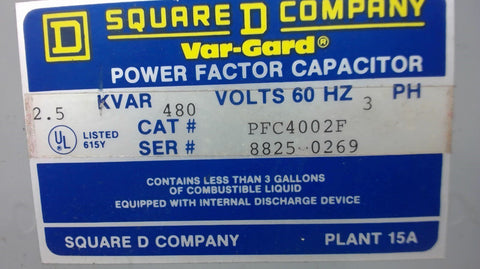 D SQUARE D COMPANY
Var-Gard®
POWER FACTOR CAPACITOR
2.5 KVAR 480 VOLTS 60 HZ 3 PH
UL LISTED 615Y CAT # PFC4002F
SER # 8825 0269
CONTAINS LESS THAN 3 GALLONS
OF COMBUSTIBLE LIQUID
EQUIPPED WITH INTERNAL DISCHARGE DEVICE
SQUARE D COMPANY PLANT 15A